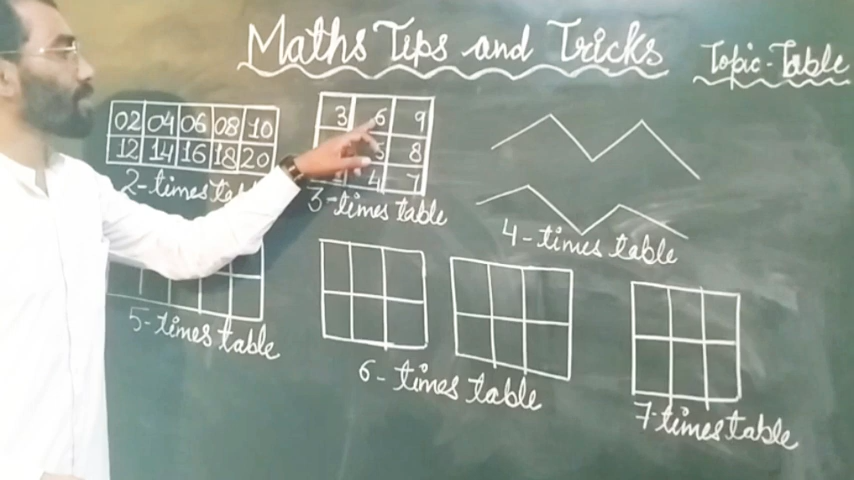 Maths Tips and Tricks
Topic-Table
02 04 06 08 10
12 14 16 18 20
2-times
3 6 9
5 8
4 7
3-times table
4-times table
5-times table
6-times table
7-times table